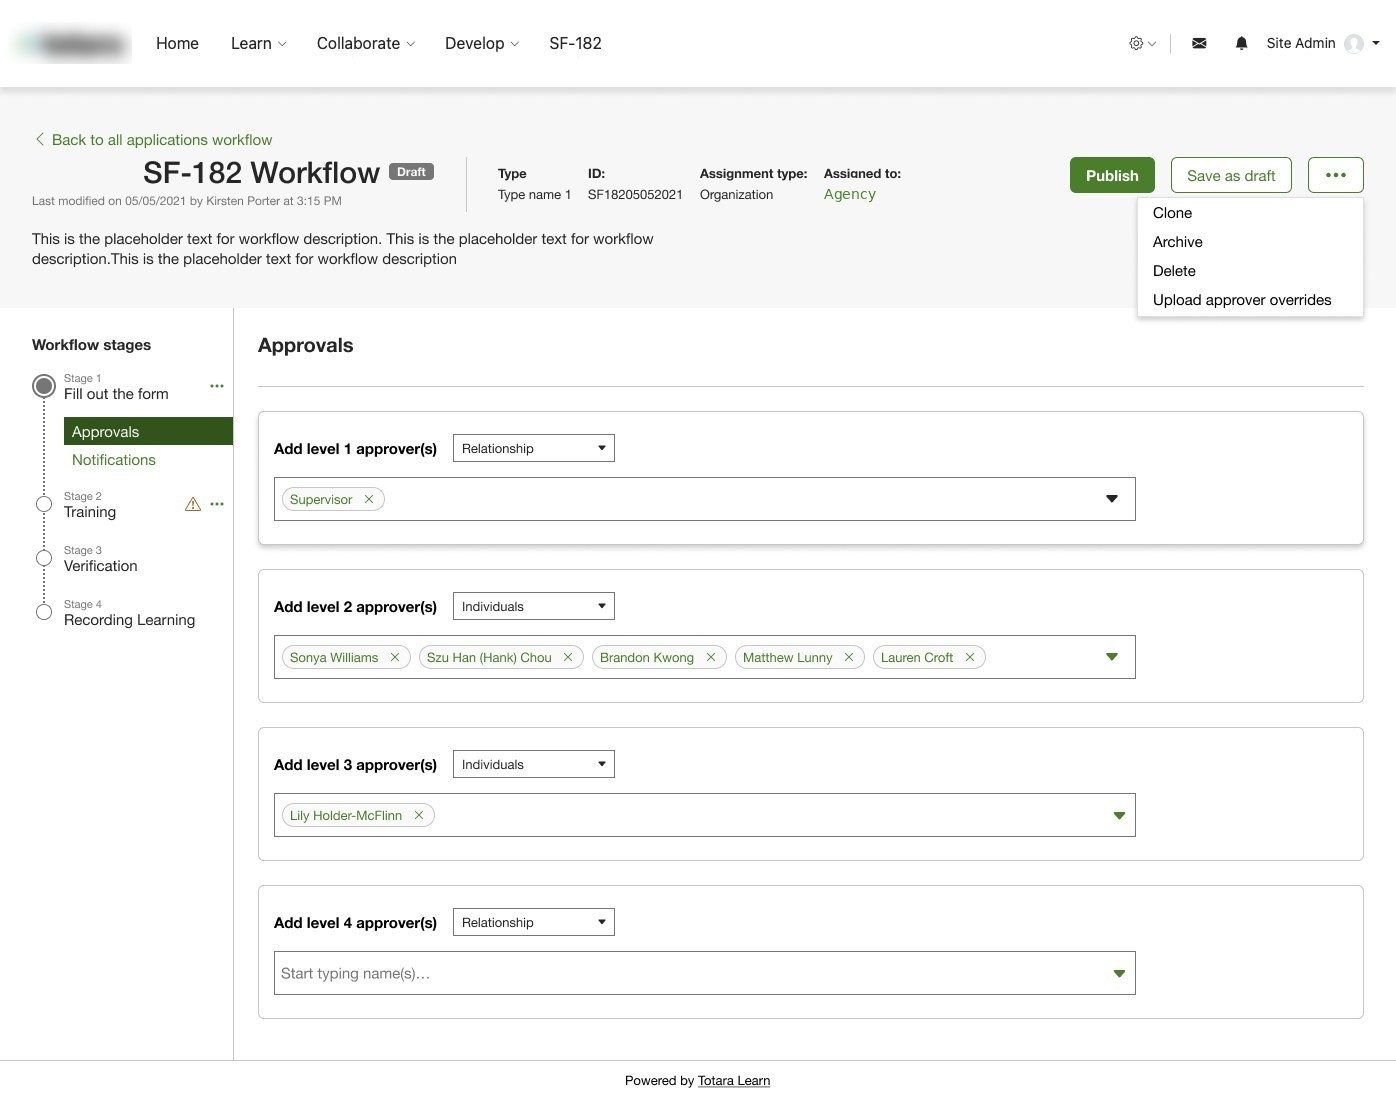 Home Learn Collaborate Develop SF-182 Site Admin
Back to all applications workflow
SF-182 Workflow Draft
Last modified on 05/05/2021 by Kirsten Porter at 3:15 PM
Type ID: Assignment type: Assigned to:
Type name 1 SF18205052021 Organization Agency
Publish Save as draft
This is the placeholder text for workflow description. This is the placeholder text for workflow
description.This is the placeholder text for workflow description
Clone
Archive
Delete
Upload approver overrides
Workflow stages
Stage 1
Fill out the form
Approvals
Notifications
Stage 2
Training
Stage 3
Verification
Stage 4
Recording Learning
Approvals
Add level 1 approver(s) Relationship
Supervisor
Add level 2 approver(s) Individuals
Sonya Williams Szu Han (Hank) Chou Brandon Kwong Matthew Lunny Lauren Croft
Add level 3 approver(s) Individuals
Lily Holder-McFlinn
Add level 4 approver(s) Relationship
Start typing name(s)...
Powered by Totara Learn